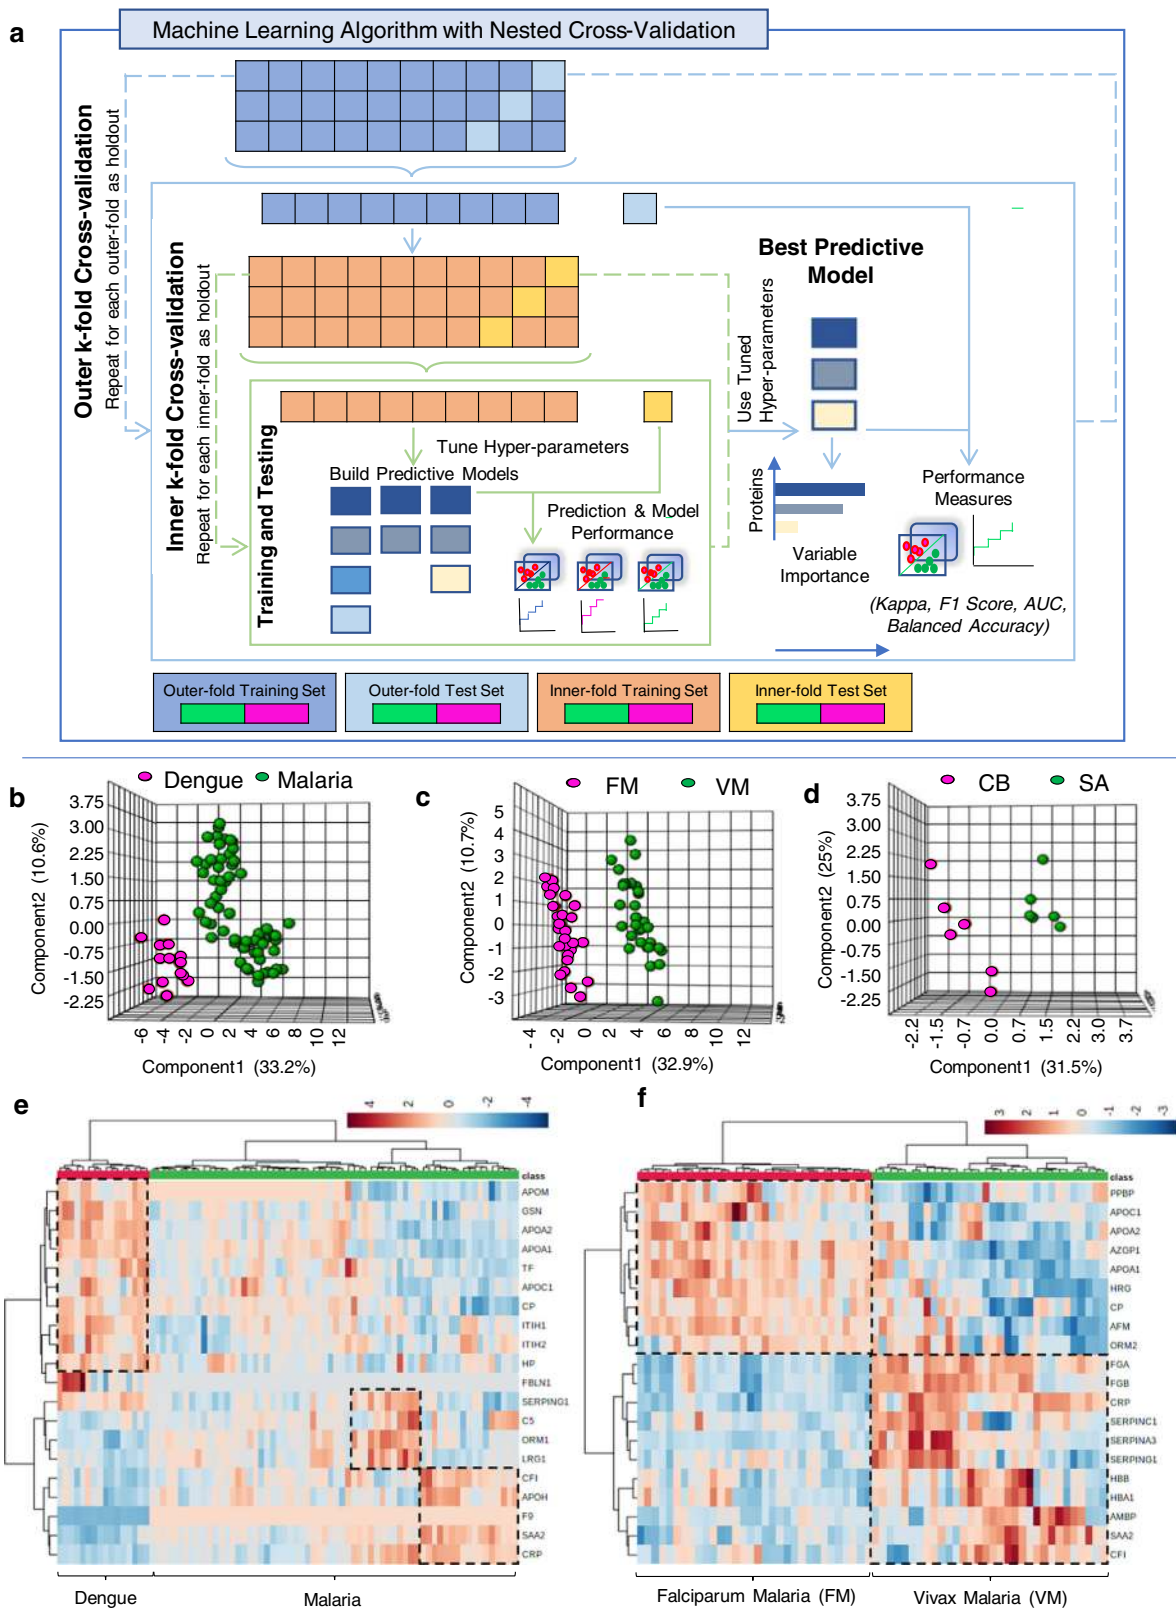 a
Machine Learning Algorithm with Nested Cross-Validation
Outer k-fold Cross-validation
Repeat for each outer-fold as holdout
Inner k-fold Cross-validation
Repeat for each inner-fold as holdout
Training and Testing
Tune Hyper-parameters
Build Predictive Models
Prediction & Model
Performance
Use Tuned
Hyper-parameters
Best Predictive
Model
Proteins
Variable
Importance
Performance
Measures
(Kappa, F1 Score, AUC,
Balanced Accuracy)
Outer-fold Training Set
Outer-fold Test Set
Inner-fold Training Set
Inner-fold Test Set
b
Dengue
Malaria
Component2 (10.6%)
3.75
3.00
2.25
1.50
0.75
0.00
-0.75
-1.50
-2.25
-6 -4 -2 0 2 4 6 8 10 12
Component1 (33.2%)
c
FM
VM
Component2 (10.7%)
5
4
3
2
1
0
-1
-2
-3
-4 -2 0 2 4 6 8 10 12
Component1 (32.9%)
d
CB
SA
Component2 (25%)
3.75
3.00
2.25
1.50
0.75
0.00
-0.75
-1.50
-2.25
-2.2 -1.5 -0.7 0.0 0.7 1.5 2.2 3.0 3.7
Component1 (31.5%)
e
4 2 0 -2 -4
class
APOM
GSN
APOA2
APOA1
TF
APOC1
CP
ITIH1
ITIH2
HP
FBLN1
SERPING1
C5
ORM1
LRG1
CFI
APOH
F9
SAA2
CRP
Dengue
Malaria
f
3 2 1 0 -1 -2 -3
class
PPBP
APOC1
APOA2
AZGP1
APOA1
HRG
CP
AFM
ORM2
FGA
FGB
CRP
SERPINC1
SERPINA3
SERPING1
HBB
HBA1
AMBP
SAA2
CFI
Falciparum Malaria (FM)
Vivax Malaria (VM)